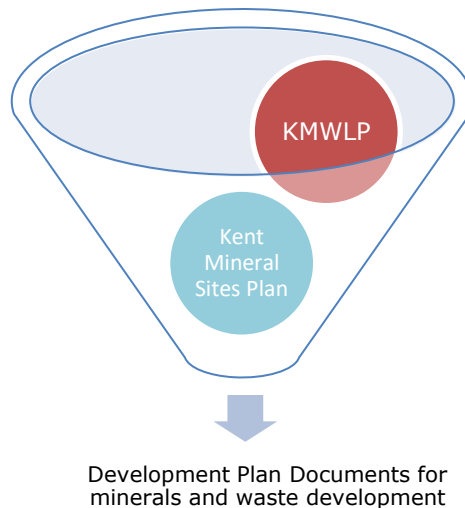 KMWLP
Kent
Mineral
Sites Plan
Development Plan Documents for
minerals and waste development